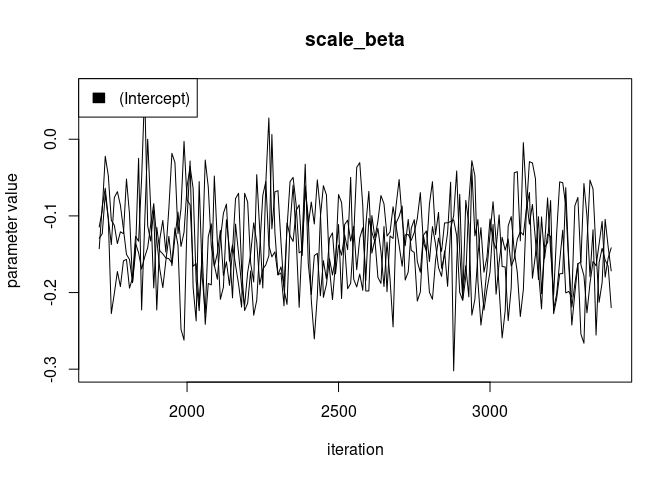 scale_beta
(Intercept)
parameter value
0.0
-0.1
-0.2
-0.3
2000
2500
3000
iteration